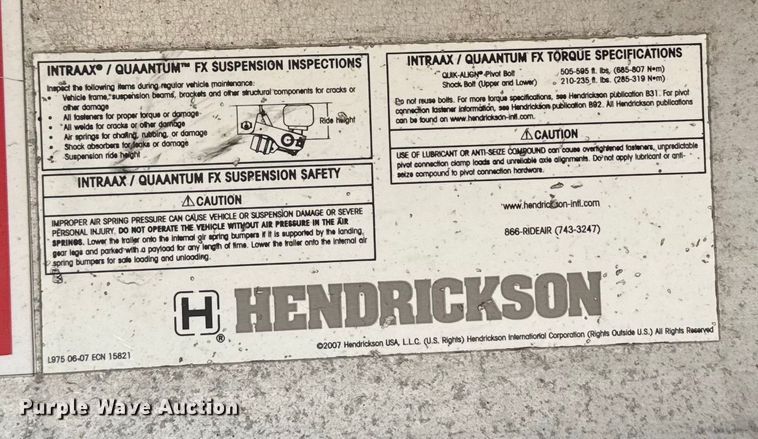 INTRAAX® / QUAANTUM™ FX SUSPENSION INSPECTIONS
Inspect the following items during regular vehicle maintenance:
• Vehicle frame, suspension beams, brackets and other structural components for cracks or
other damage
• All fasteners for proper torque or damage
• All welds for cracks or other damage
• Air springs for chafing, rubbing, or damage
• Shock absorbers for leaks or damage
• Suspension ride height
Ride height
INTRAAX / QUAANTUM FX SUSPENSION SAFETY
⚠CAUTION
IMPROPER AIR SPRING PRESSURE CAN CAUSE VEHICLE OR SUSPENSION DAMAGE OR SEVERE
PERSONAL INJURY. DO NOT OPERATE THE VEHICLE WITHOUT AIR PRESSURE IN THE AIR
SPRINGS. Lower the trailer onto the internal air spring bumpers if it is supported by the landing
gear legs and parked with a payload for any length of time. Lower the trailer onto the internal air
spring bumpers for safe loading and unloading.
INTRAAX / QUAANTUM FX TORQUE SPECIFICATIONS
QUIK-ALIGN® Pivot Bolt 505-595 ft. lbs. (685-807 N•m)
Shock Bolt (Upper and Lower) 210-235 ft. lbs. (285-319 N•m)
Do not reuse bolts. For more torque specifications, see Hendrickson publication B31. For pivot
connection fastener information, see Hendrickson publication B92. All Hendrickson publications
can be found on www.hendrickson-intl.com.
⚠CAUTION
USE OF LUBRICANT OR ANTI-SEIZE COMPOUND can cause overtightened fasteners, unpredictable
pivot connection clamp loads and unreliable axle alignments. Do not apply lubricant or anti-
seize compound to pivot connection hardware.
www.hendrickson-intl.com
866-RIDEAIR (743-3247)
H® HENDRICKSON
L975 06-07 ECN 15821
©2007 Hendrickson USA, L.L.C. (U.S. Rights) Hendrickson International Corporation (Rights Outside U.S.) All Rights Reserved
Purple Wave Auction